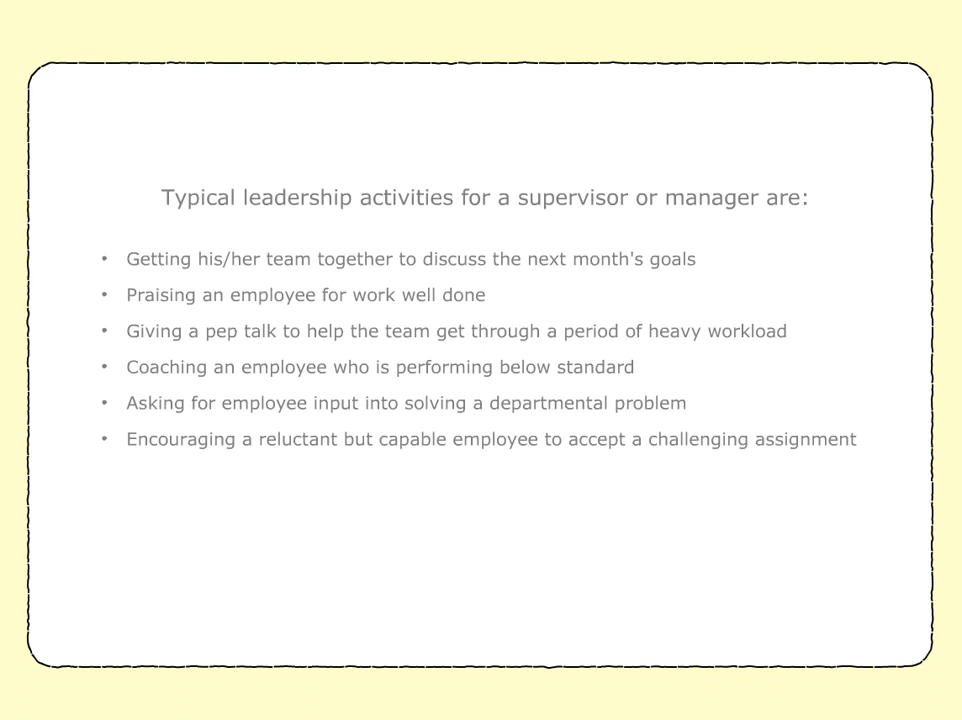 Typical leadership activities for a supervisor or manager are:
• Getting his/her team together to discuss the next month's goals
• Praising an employee for work well done
• Giving a pep talk to help the team get through a period of heavy workload
• Coaching an employee who is performing below standard
• Asking for employee input into solving a departmental problem
• Encouraging a reluctant but capable employee to accept a challenging assignment